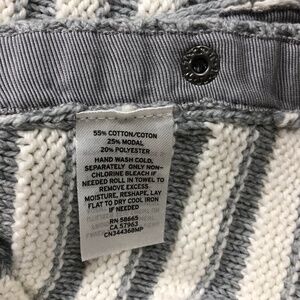 55% COTTON/COTON
25% MODAL
20% POLYESTER
HAND WASH COLD,
SEPARATELY ONLY NON-
CHLORINE BLEACH IF
NEEDED ROLL IN TOWEL TO
REMOVE EXCESS
MOISTURE, RESHAPE, LAY
FLAT TO DRY COOL IRON
IF NEEDED
RN 58665
CA 57963
CN344368MP